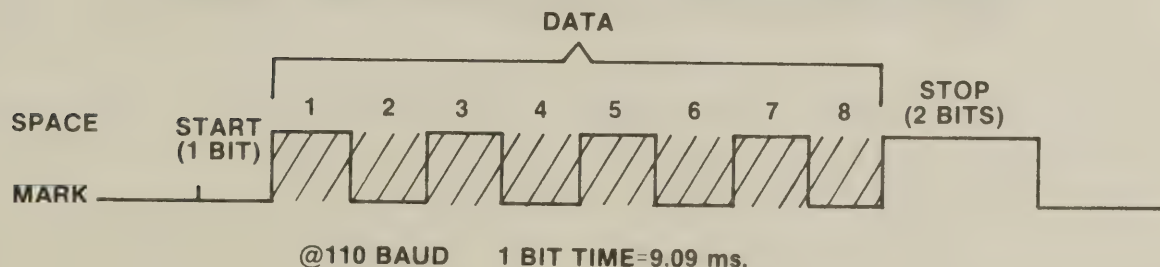 DATA
1 2 3 4 5 6 7 8
STOP
(2 BITS)
SPACE
START
(1 BIT)
MARK
@110 BAUD 1 BIT TIME=9.09 ms.